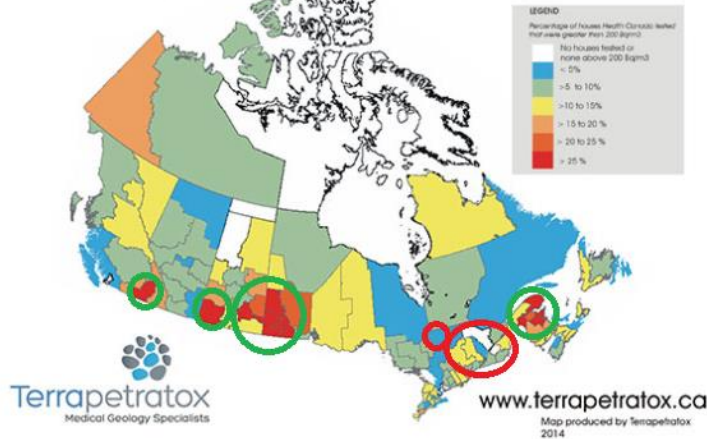 LEGEND
Percentage of houses Health Canada tested
that were greater than 200 Bq/m3
No houses tested or
none above 200 Bq/m3
< 5%
>5 to 10%
>10 to 15%
> 15 to 20 %
> 20 to 25 %
> 25 %
Terrapetratox
Medical Geology Specialists
www.terrapetratox.ca
Map produced by Terrapetratox
2014